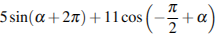 5 sin(α + 2π) + 11 cos(−π/2 + α)